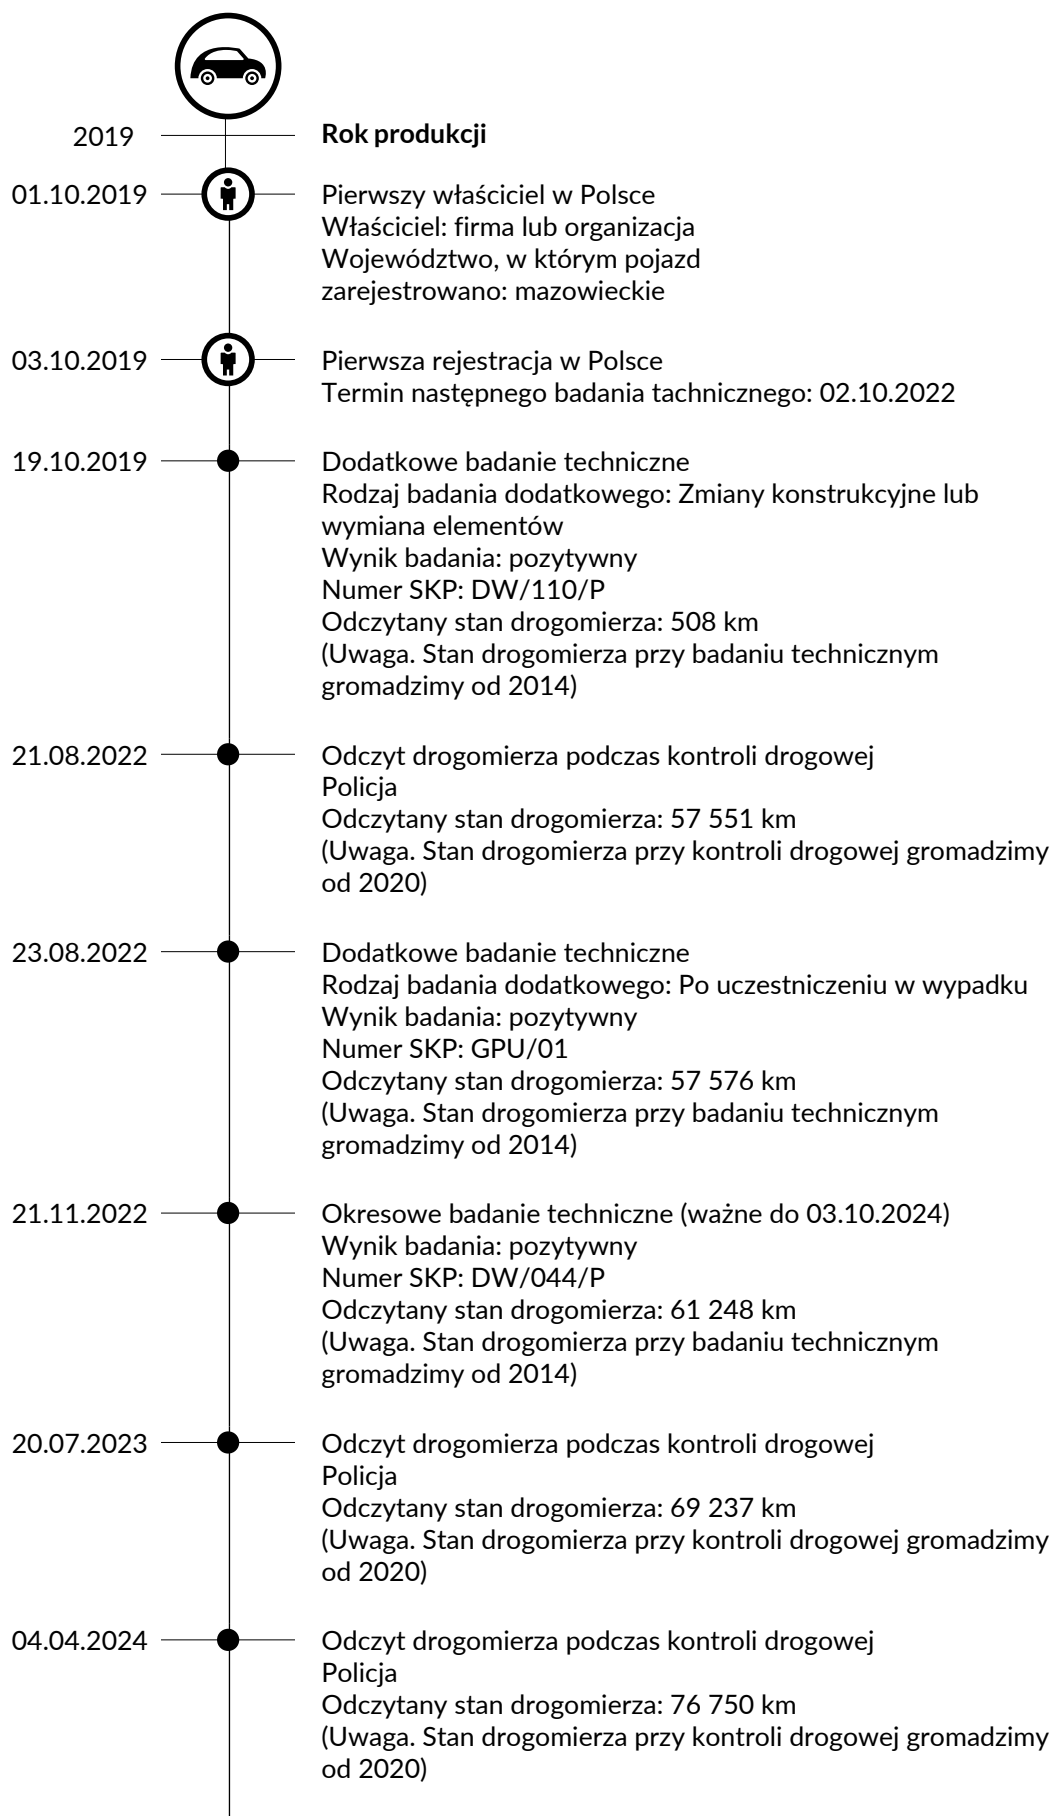 2019
Rok produkcji
01.10.2019
Pierwszy właściciel w Polsce
Właściciel: firma lub organizacja
Województwo, w którym pojazd
zarejestrowano: mazowieckie
03.10.2019
Pierwsza rejestracja w Polsce
Termin następnego badania tachnicznego: 02.10.2022
19.10.2019
Dodatkowe badanie techniczne
Rodzaj badania dodatkowego: Zmiany konstrukcyjne lub
wymiana elementów
Wynik badania: pozytywny
Numer SKP: DW/110/P
Odczytany stan drogomierza: 508 km
(Uwaga. Stan drogomierza przy badaniu technicznym
gromadzimy od 2014)
21.08.2022
Odczyt drogomierza podczas kontroli drogowej
Policja
Odczytany stan drogomierza: 57 551 km
(Uwaga. Stan drogomierza przy kontroli drogowej gromadzimy
od 2020)
23.08.2022
Dodatkowe badanie techniczne
Rodzaj badania dodatkowego: Po uczestniczeniu w wypadku
Wynik badania: pozytywny
Numer SKP: GPU/01
Odczytany stan drogomierza: 57 576 km
(Uwaga. Stan drogomierza przy badaniu technicznym
gromadzimy od 2014)
21.11.2022
Okresowe badanie techniczne (ważne do 03.10.2024)
Wynik badania: pozytywny
Numer SKP: DW/044/P
Odczytany stan drogomierza: 61 248 km
(Uwaga. Stan drogomierza przy badaniu technicznym
gromadzimy od 2014)
20.07.2023
Odczyt drogomierza podczas kontroli drogowej
Policja
Odczytany stan drogomierza: 69 237 km
(Uwaga. Stan drogomierza przy kontroli drogowej gromadzimy
od 2020)
04.04.2024
Odczyt drogomierza podczas kontroli drogowej
Policja
Odczytany stan drogomierza: 76 750 km
(Uwaga. Stan drogomierza przy kontroli drogowej gromadzimy
od 2020)